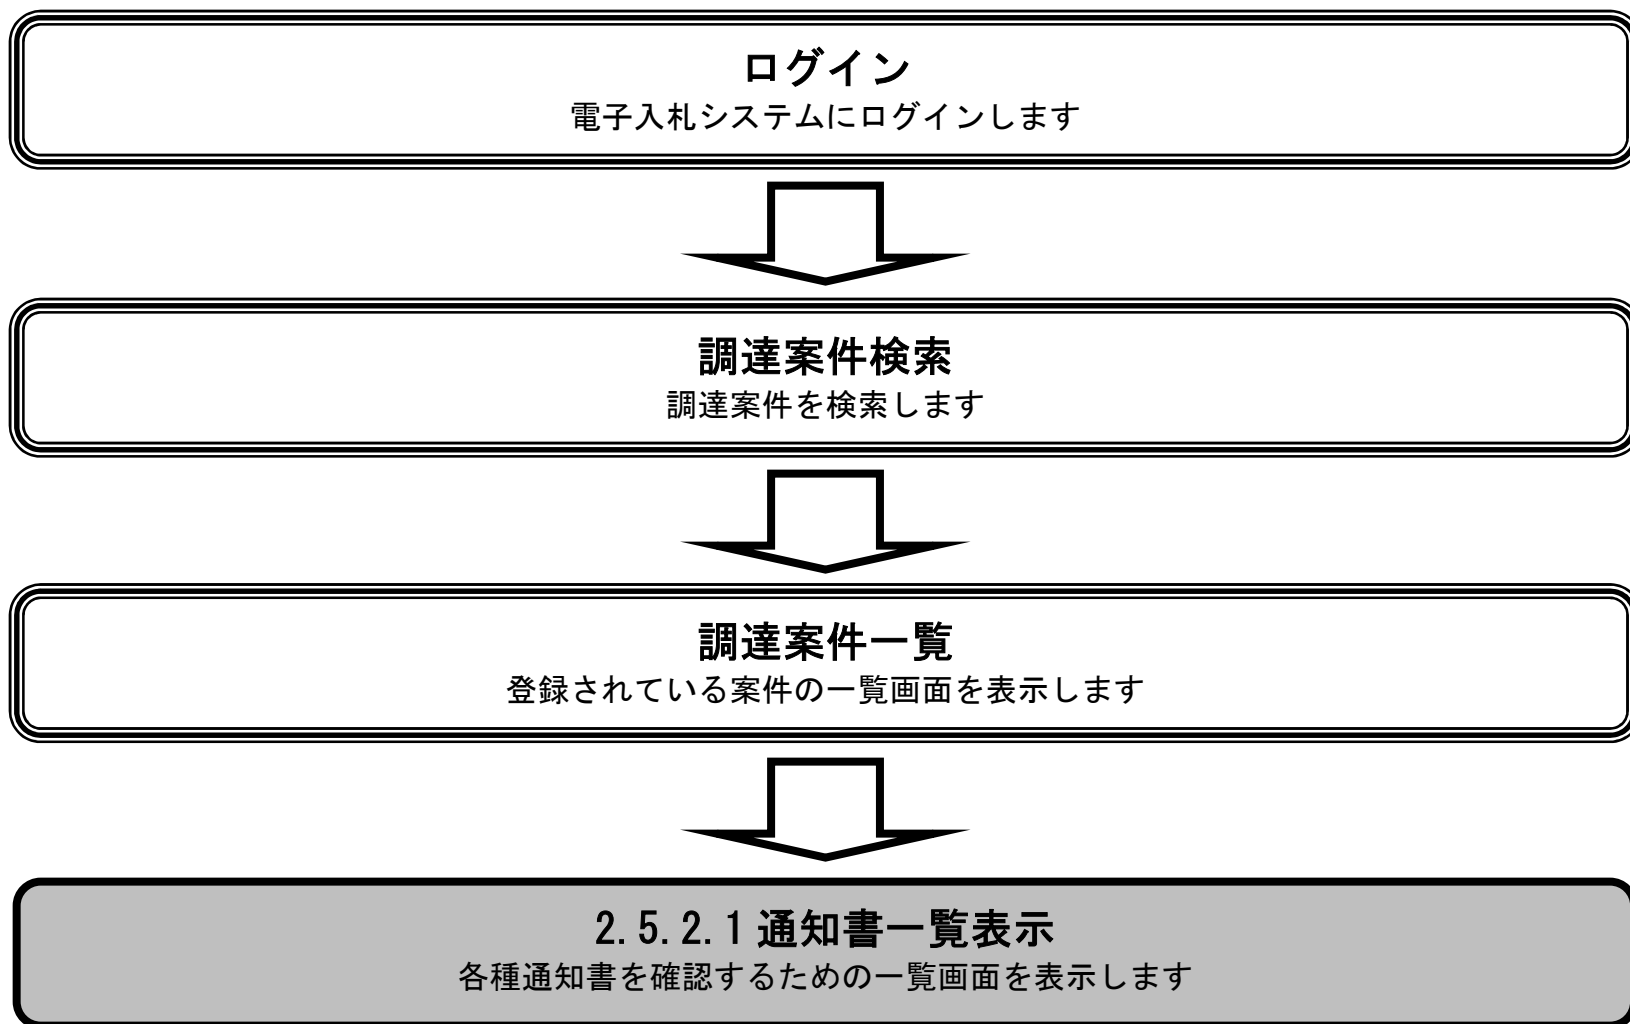 ログイン
電子入札システムにログインします
調達案件検索
調達案件を検索します
調達案件一覧
登録されている案件の一覧画面を表示します
2.5.2.1通知書一覧表示
各種通知書を確認するための一覧画面を表示します